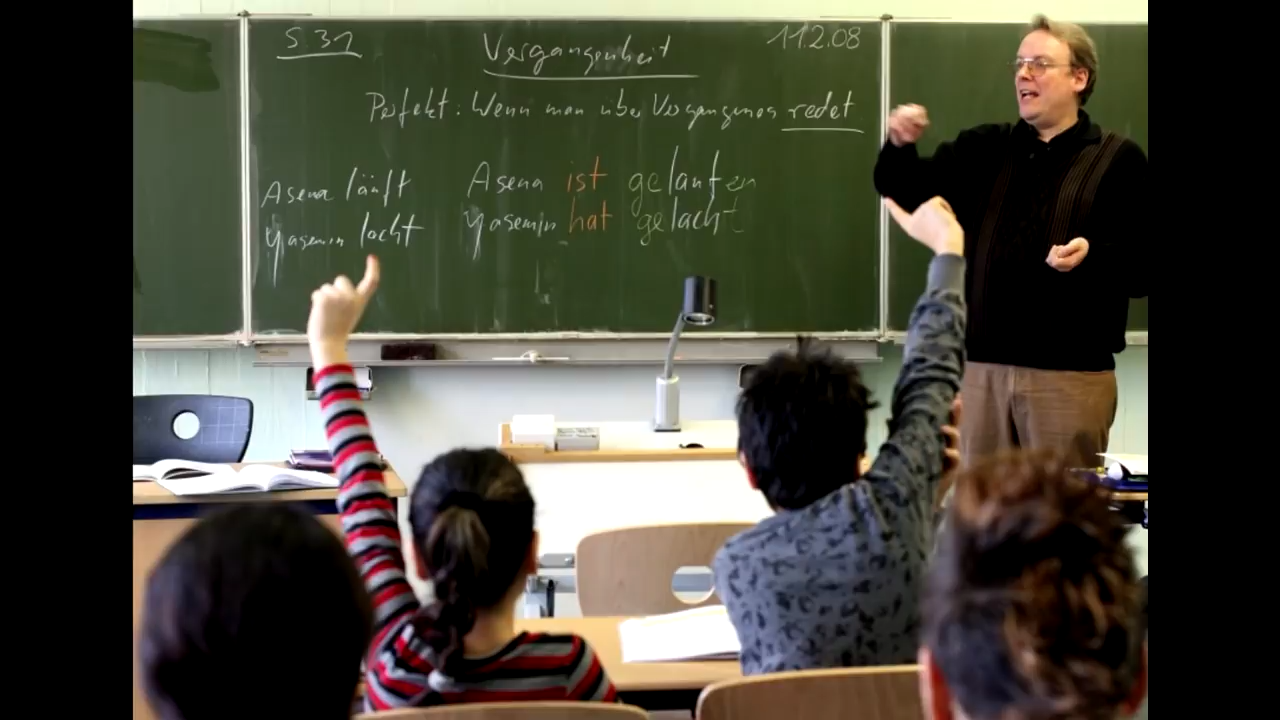 S. 31 Vergangenheit 11.2.08
Perfekt: Wenn man über Vergangenes redet
Asena läuft Asena ist gelaufen
Yasemin lacht Yasemin hat gelacht